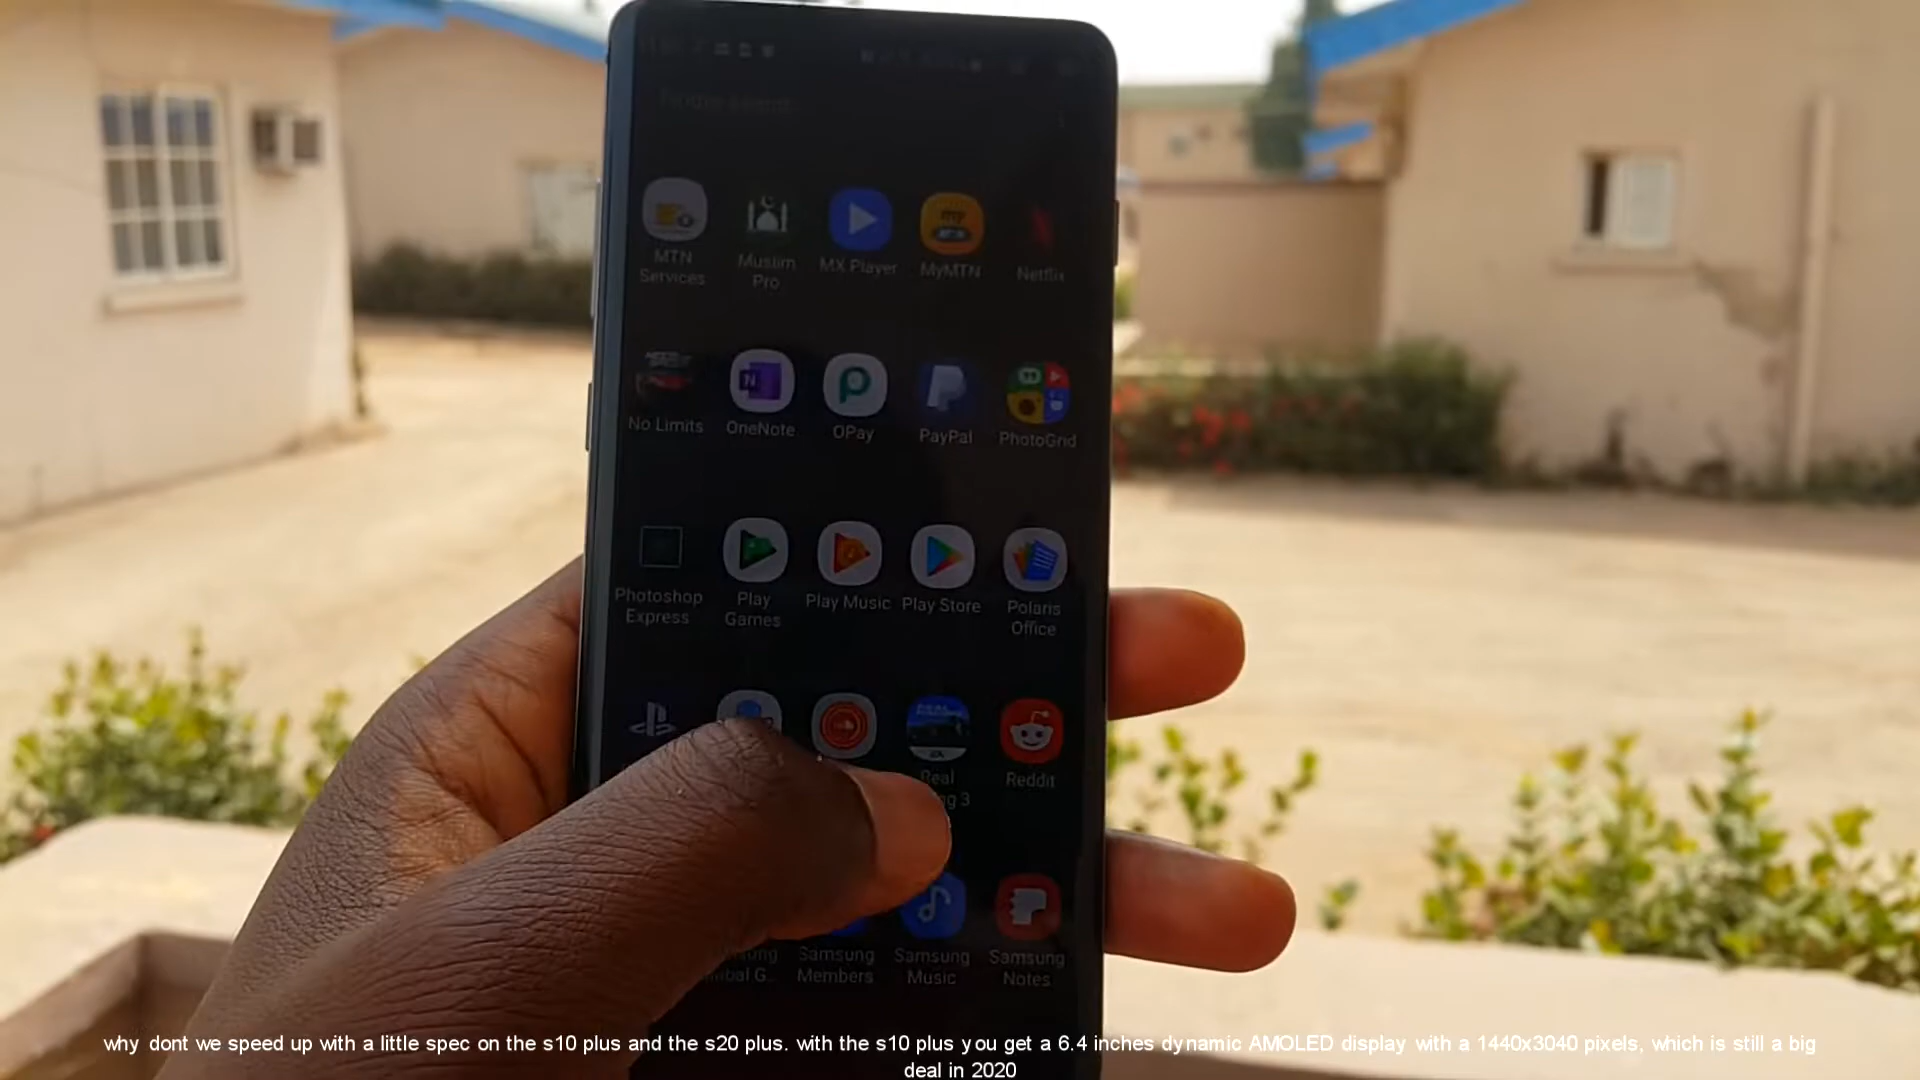 MTN Services
Muslim Pro
MX Player
MyMTN
Netflix
No Limits
OneNote
OPay
PayPal
PhotoGrid
Photoshop Express
Play Games
Play Music
Play Store
Polaris Office
Real
ng 3
Reddit
Samsung Members
Samsung Music
Samsung Notes
why dont we speed up with a little spec on the s10 plus and the s20 plus. with the s10 plus you get a 6.4 inches dynamic AMOLED display with a 1440x3040 pixels, which is still a big
deal in 2020